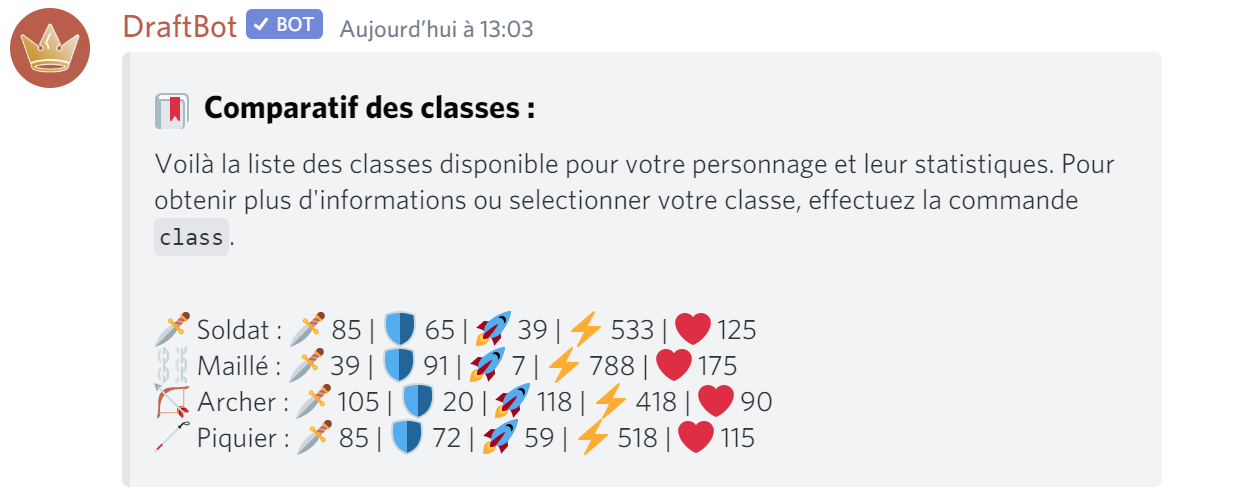 DraftBot ✓ BOT Aujourd’hui à 13:03
Comparatif des classes :
Voilà la liste des classes disponible pour votre personnage et leur statistiques. Pour
obtenir plus d'informations ou selectionner votre classe, effectuez la commande
class.
Soldat : 85 | 65 | 39 | 533 | 125
Maillé : 39 | 91 | 7 | 788 | 175
Archer : 105 | 20 | 118 | 418 | 90
Piquier : 85 | 72 | 59 | 518 | 115